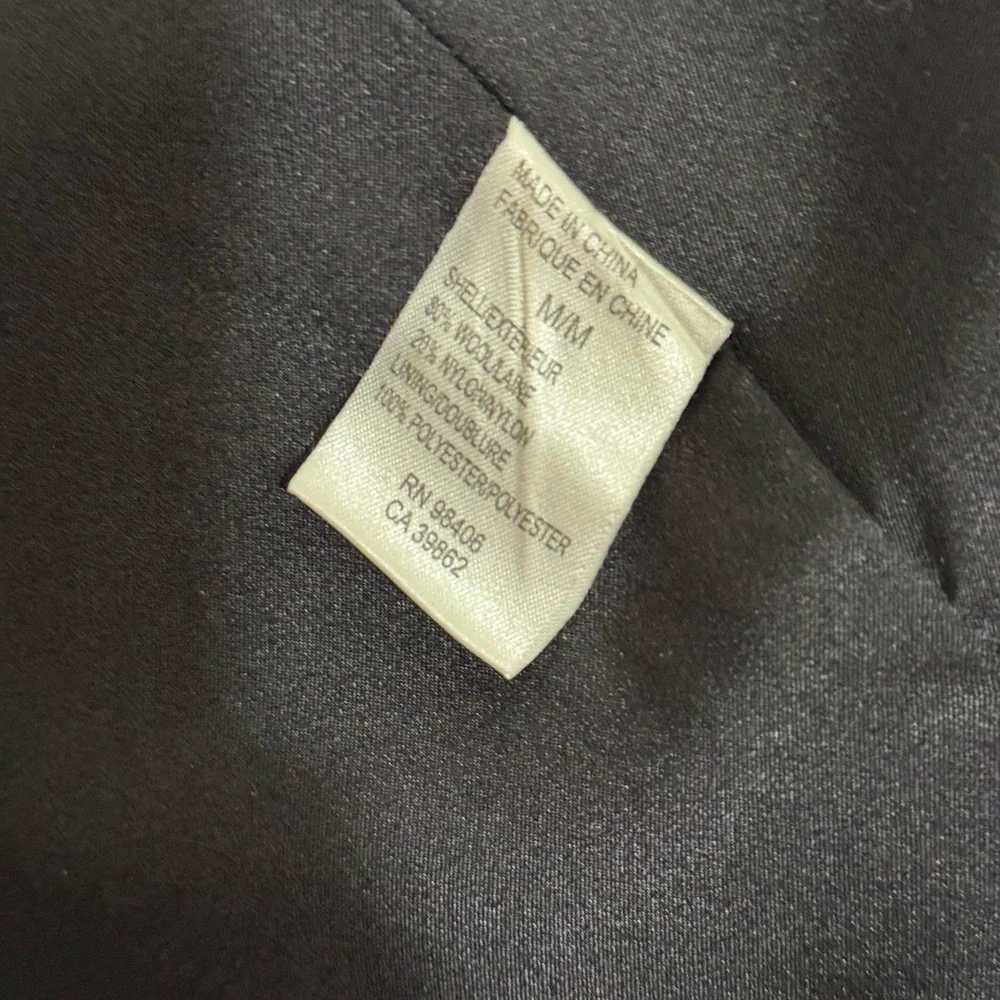 MADE IN CHINA
FABRIQUE EN CHINE
M/M
SHELL/EXTERIEUR
80% WOOL/LAINE
20% NYLON/NYLON
LINING/DOUBLURE
100% POLYESTER/POLYESTER
RN 98406
CA 39862